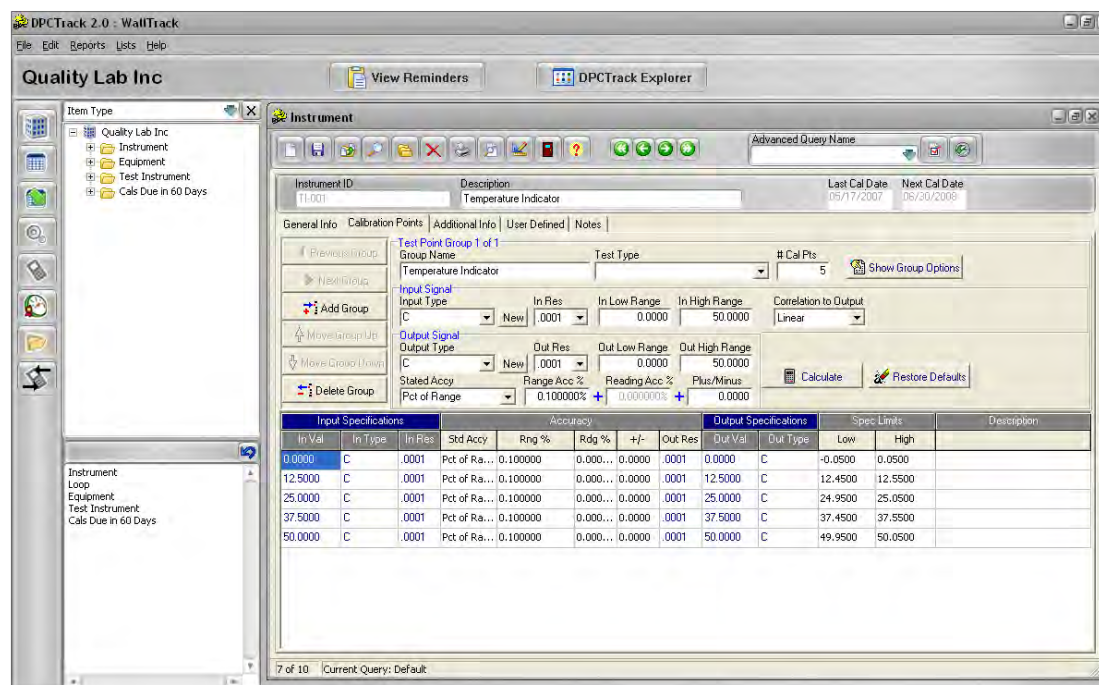 DPCTrack 2.0 : WallTrack
File Edit Reports Lists Help
Quality Lab Inc
View Reminders
DPCTrack Explorer
Item Type
Quality Lab Inc
Instrument
Equipment
Test Instrument
Cals Due in 60 Days
Instrument
Loop
Equipment
Test Instrument
Cals Due in 60 Days
Instrument
Advanced Query Name
Instrument ID Description Last Cal Date Next Cal Date
TI-001 Temperature Indicator 05/17/2007 08/30/2008
General Info Calibration Points Additional Info User Defined Notes
Previous Group
Next Group
Add Group
Move Group Up
Move Group Down
Delete Group
Test Point Group 1 of 1
Group Name Test Type # Cal Pts
Temperature Indicator 5 Show Group Options
Input Signal
Input Type In Res In Low Range In High Range Correlation to Output
C New .0001 0.0000 50.0000 Linear
Output Signal
Output Type Out Res Out Low Range Out High Range
C New .0001 0.0000 50.0000
Stated Accy Range Acc % Reading Acc % Plus/Minus
Pct of Range 0.100000% + 0.000000% + 0.0000
Calculate Restore Defaults
Input Specifications Accuracy Output Specifications Spec Limits Description
In Val In Type In Res Std Accy Rng % Rdg % +/- Out Res Out Val Out Type Low High
0.0000 C .0001 Pct of Ra... 0.100000 0.000... 0.0000 .0001 0.0000 C -0.0500 0.0500
12.5000 C .0001 Pct of Ra... 0.100000 0.000... 0.0000 .0001 12.5000 C 12.4500 12.5500
25.0000 C .0001 Pct of Ra... 0.100000 0.000... 0.0000 .0001 25.0000 C 24.9500 25.0500
37.5000 C .0001 Pct of Ra... 0.100000 0.000... 0.0000 .0001 37.5000 C 37.4500 37.5500
50.0000 C .0001 Pct of Ra... 0.100000 0.000... 0.0000 .0001 50.0000 C 49.9500 50.0500
7 of 10 Current Query: Default